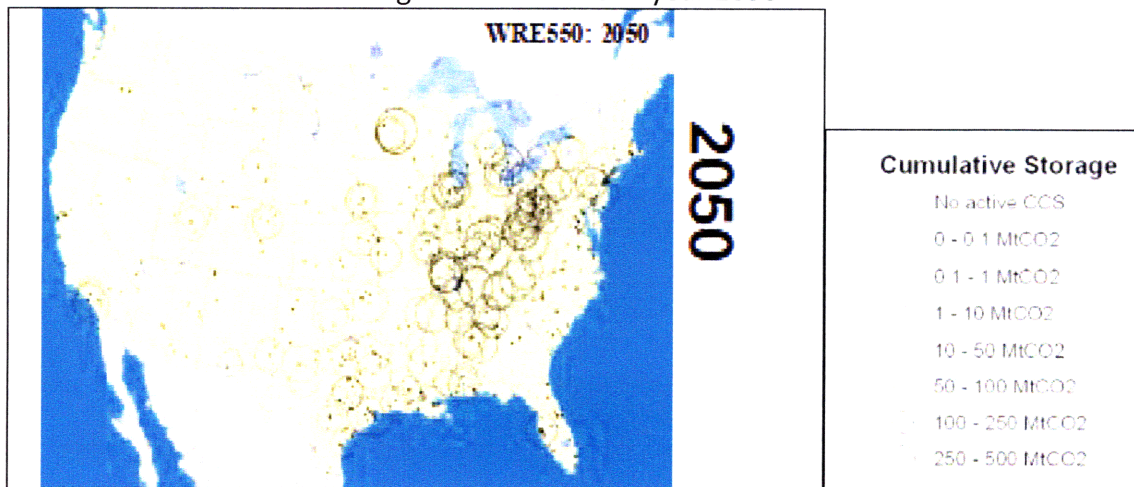 WRE550: 2050
2050
Cumulative Storage
No active CCS
0 - 0.1 MtCO2
0.1 - 1 MtCO2
1 - 10 MtCO2
10 - 50 MtCO2
50 - 100 MtCO2
100 - 250 MtCO2
250 - 500 MtCO2